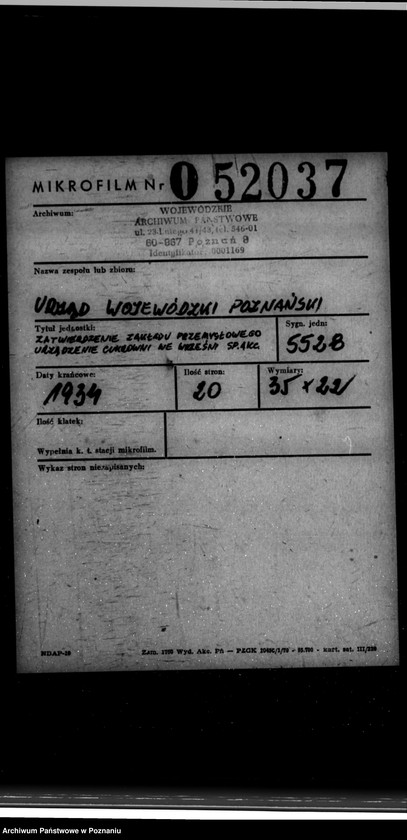 MIKROFILM Nr 0 52037
Archiwum:
WOJEWÓDZKIE
ARCHIWUM PAŃSTWOWE
60-967 Poznań 9
Nazwa zespołu lub zbioru:
URZĄD WOJEWÓDZKI POZNAŃSKI
Tytuł jednostki:
ZATWIERDZENIE ZAKŁADU PRZEMYSŁOWEGO
URZĄDZENIE CUKROWNI WE WRZEŚNI SP. AKC.
Sygn. jedn:
5528
Daty krańcowe:
1934
Ilość stron:
20
Wymiary:
35 x 22
Ilość klatek:
Wypełnia k. t. stacji mikrofilm.
Wykaz stron niezapisanych:
NDAP-19
Archiwum Państwowe w Poznaniu